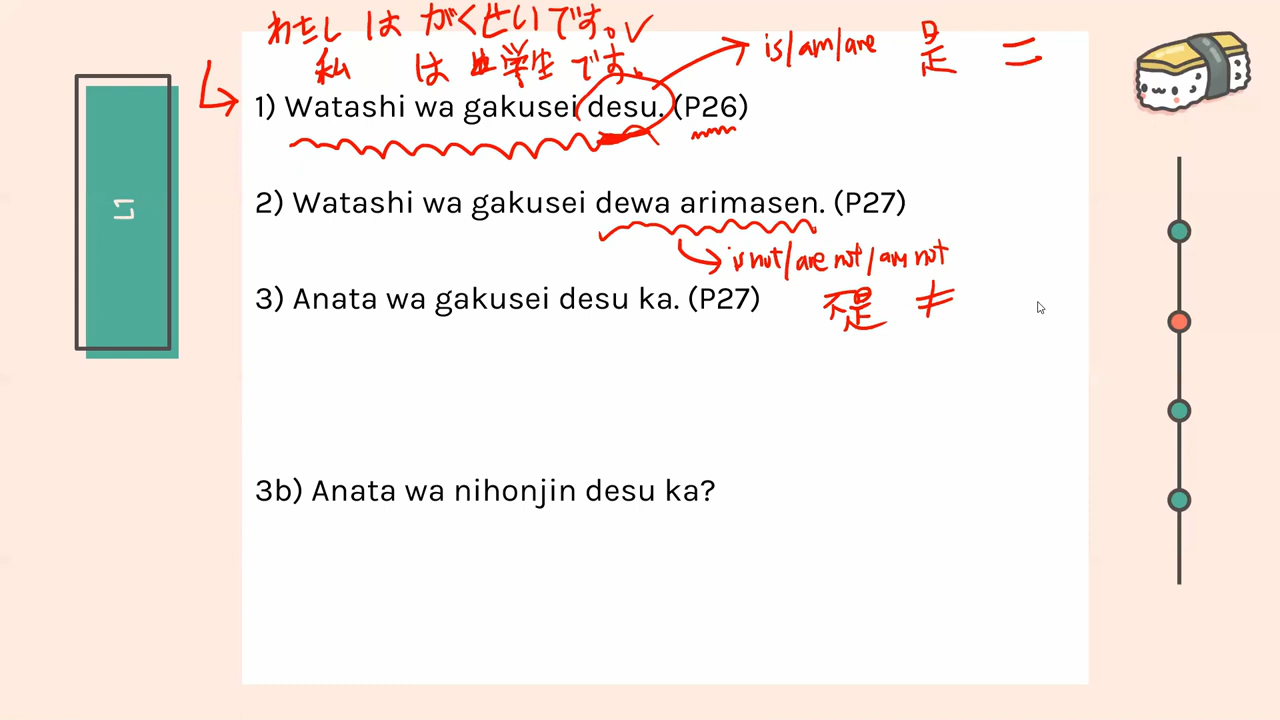 わたし は がくせいです。✓
私 は 学生 です。
is/am/are 是 =
1) Watashi wa gakusei desu. (P26)
L1
2) Watashi wa gakusei dewa arimasen. (P27)
is not/are not/am not
3) Anata wa gakusei desu ka. (P27)
不是 ≠
3b) Anata wa nihonjin desu ka?